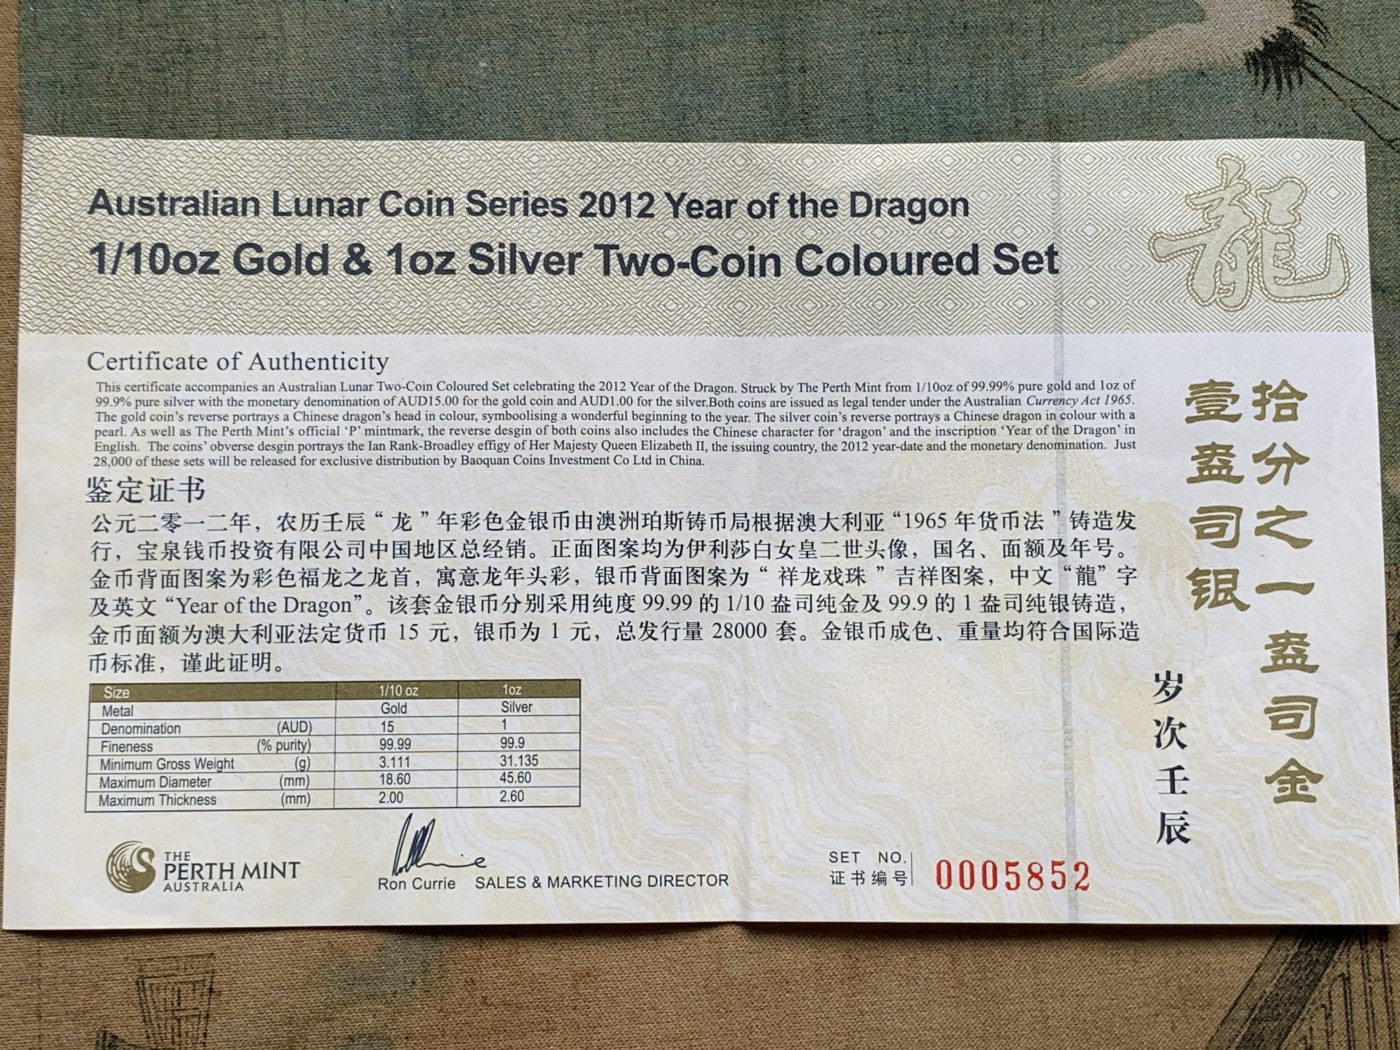 龍
Australian Lunar Coin Series 2012 Year of the Dragon
1/10oz Gold & 1oz Silver Two-Coin Coloured Set
Certificate of Authenticity
This certificate accompanies an Australian Lunar Two-Coin Coloured Set celebrating the 2012 Year of the Dragon. Struck by The Perth Mint from 1/10oz of 99.99% pure gold and 1oz of
99.9% pure silver with the monetary denomination of AUD15.00 for the gold coin and AUD1.00 for the silver.Both coins are issued as legal tender under the Australian Currency Act 1965.
The gold coin's reverse portrays a Chinese dragon's head in colour, symboolising a wonderful beginning to the year. The silver coin's reverse portrays a Chinese dragon in colour with a
pearl. As well as The Perth Mint's official 'P' mintmark, the reverse desgin of both coins also includes the Chinese character for 'dragon' and the inscription 'Year of the Dragon' in
English. The coins' obverse desgin portrays the Ian Rank-Broadley effigy of Her Majesty Queen Elizabeth II, the issuing country, the 2012 year-date and the monetary denomination. Just
28,000 of these sets will be released for exclusive distribution by Baoquan Coins Investment Co Ltd in China.
鉴定证书
公元二零一二年，农历壬辰“龙”年彩色金银币由澳洲珀斯铸币局根据澳大利亚“1965 年货币法”铸造发
行，宝泉钱币投资有限公司中国地区总经销。正面图案均为伊利莎白女皇二世头像，国名、面额及年号。
金币背面图案为彩色福龙之龙首，寓意龙年头彩，银币背面图案为“祥龙戏珠”吉祥图案，中文“龍”字
及英文“Year of the Dragon”。该套金银币分别采用纯度 99.99 的 1/10 盎司纯金及 99.9 的 1 盎司纯银铸造，
金币面额为澳大利亚法定货币 15 元，银币为 1 元，总发行量 28000 套。金银币成色、重量均符合国际造
币标准，谨此证明。
Size 1/10 oz 1oz
Metal Gold Silver
Denomination (AUD) 15 1
Fineness (% purity) 99.99 99.9
Minimum Gross Weight (g) 3.111 31.135
Maximum Diameter (mm) 18.60 45.60
Maximum Thickness (mm) 2.00 2.60
THE
PERTH MINT
AUSTRALIA
Ron Currie SALES & MARKETING DIRECTOR
SET NO.
证书编号
0005852
拾分之一盎司金
壹盎司银
岁次壬辰